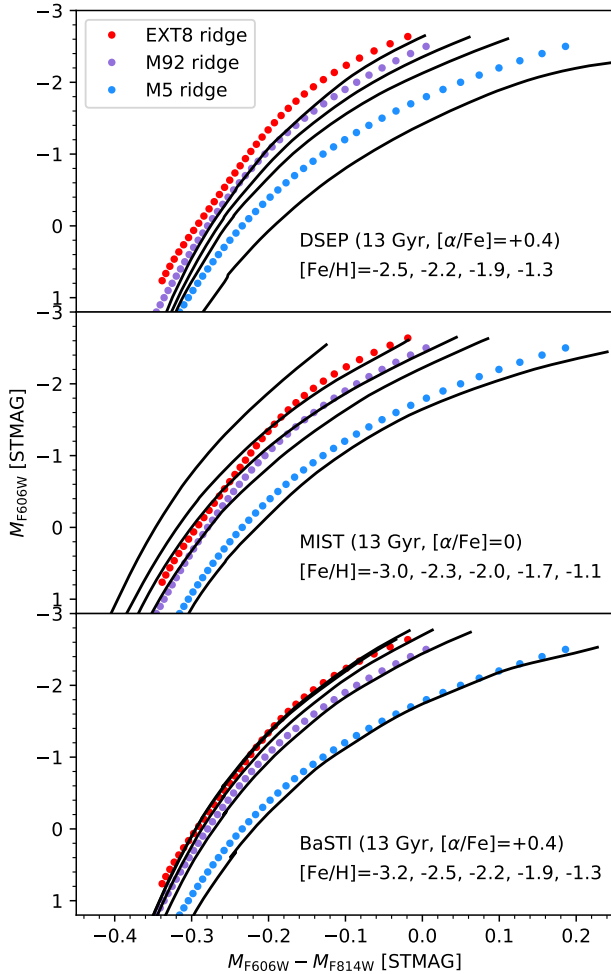 −3
EXT8 ridge
M92 ridge
M5 ridge
−2
−1
0
DSEP (13 Gyr, [α/Fe]=+0.4)
[Fe/H]=-2.5, -2.2, -1.9, -1.3
1
−3
−2
−1
M_F606W [STMAG]
0
MIST (13 Gyr, [α/Fe]=0)
[Fe/H]=-3.0, -2.3, -2.0, -1.7, -1.1
1
−3
−2
−1
0
BaSTI (13 Gyr, [α/Fe]=+0.4)
[Fe/H]=-3.2, -2.5, -2.2, -1.9, -1.3
1
−0.4 −0.3 −0.2 −0.1 0.0 0.1 0.2
M_F606W − M_F814W [STMAG]